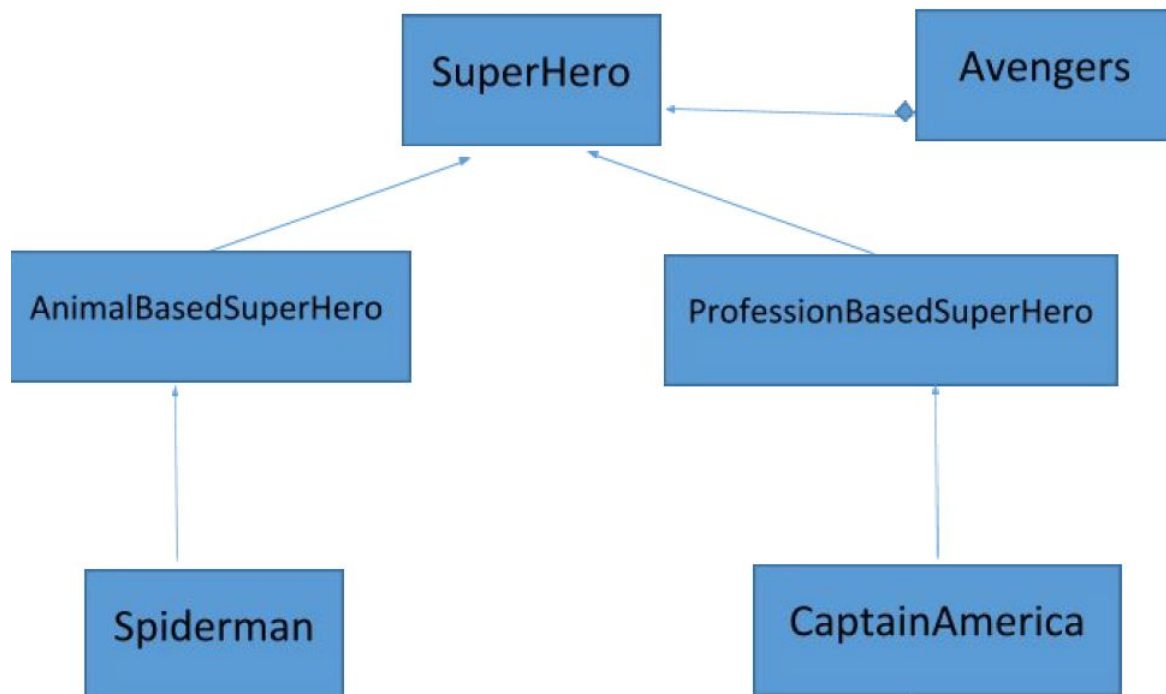 SuperHero
Avengers
AnimalBasedSuperHero
ProfessionBasedSuperHero
Spiderman
CaptainAmerica